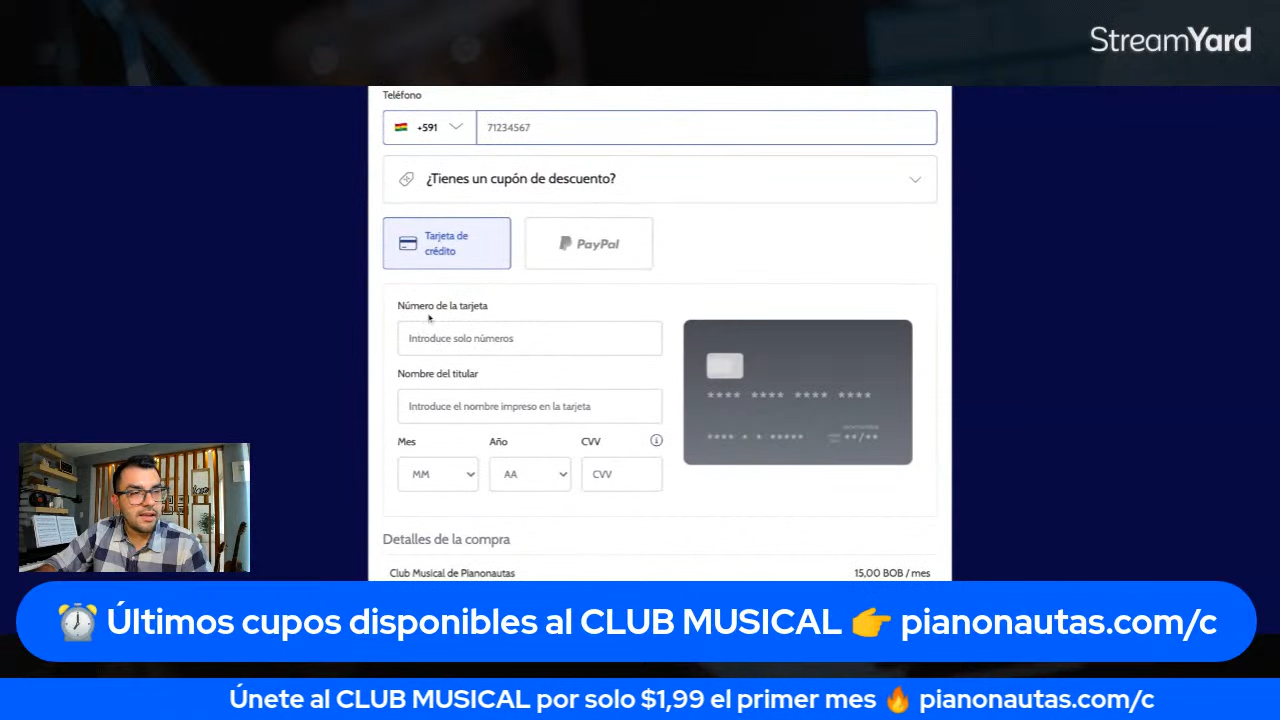 StreamYard
Teléfono
+591
71234567
¿Tienes un cupón de descuento?
Tarjeta de
crédito
PayPal
Número de la tarjeta
Introduce solo números
Nombre del titular
Introduce el nombre impreso en la tarjeta
Mes
Año
CVV
MM
AA
CVV
**** **** **** ****
**** * * *****
**/**
Detalles de la compra
Club Musical de Pianonautas
15,00 BOB / mes
⏰ Últimos cupos disponibles al CLUB MUSICAL 👉 pianonautas.com/c
Únete al CLUB MUSICAL por solo $1,99 el primer mes 🔥 pianonautas.com/c